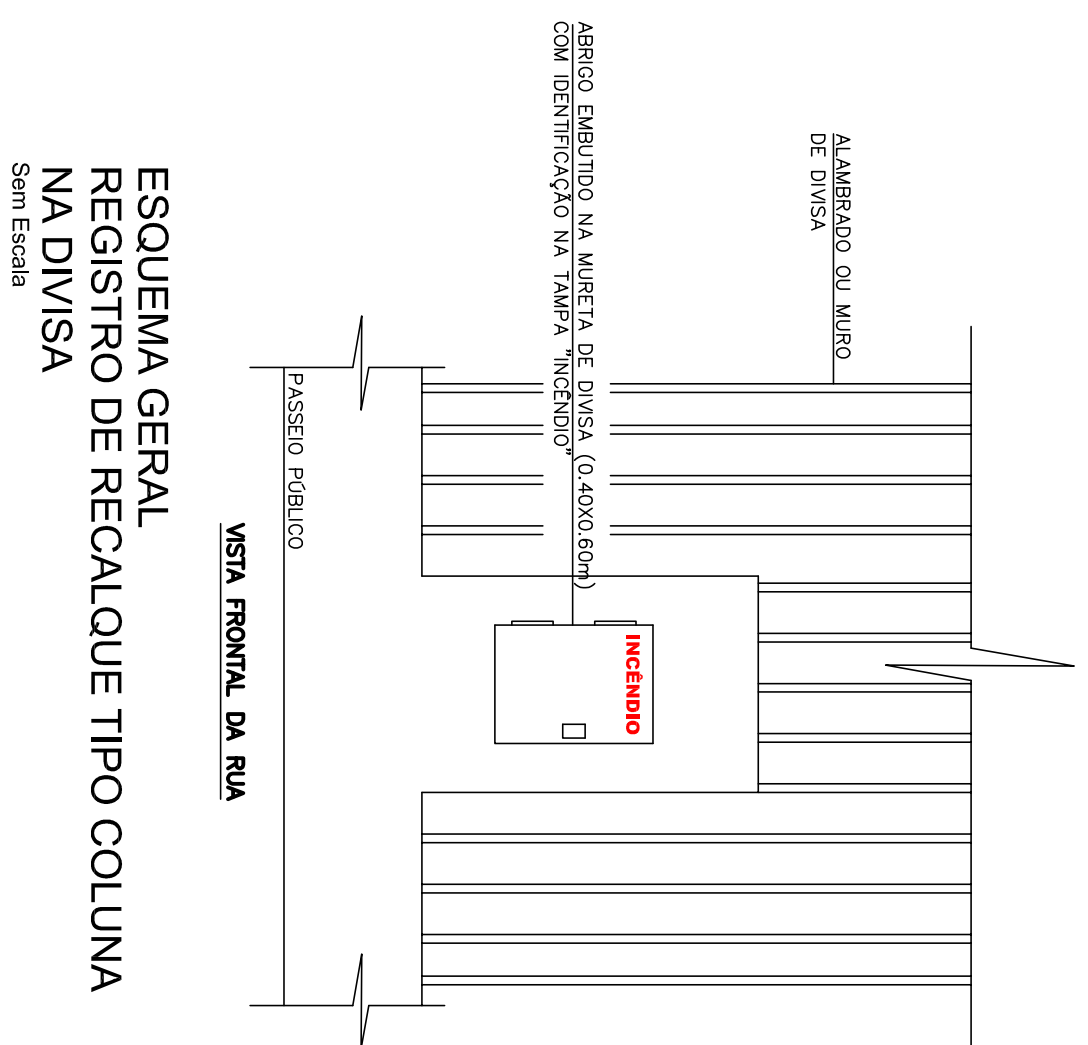 ALAMBRADO OU MURO
DE DIVISA
ABRIGO EMBUTIDO NA MURETA DE DIVISA (0.40X0.60m)
COM IDENTIFICAÇÃO NA TAMPA "INCÊNDIO"
INCÊNDIO
PASSEIO PÚBLICO
VISTA FRONTAL DA RUA
ESQUEMA GERAL
REGISTRO DE RECALQUE TIPO COLUNA
NA DIVISA
Sem Escala